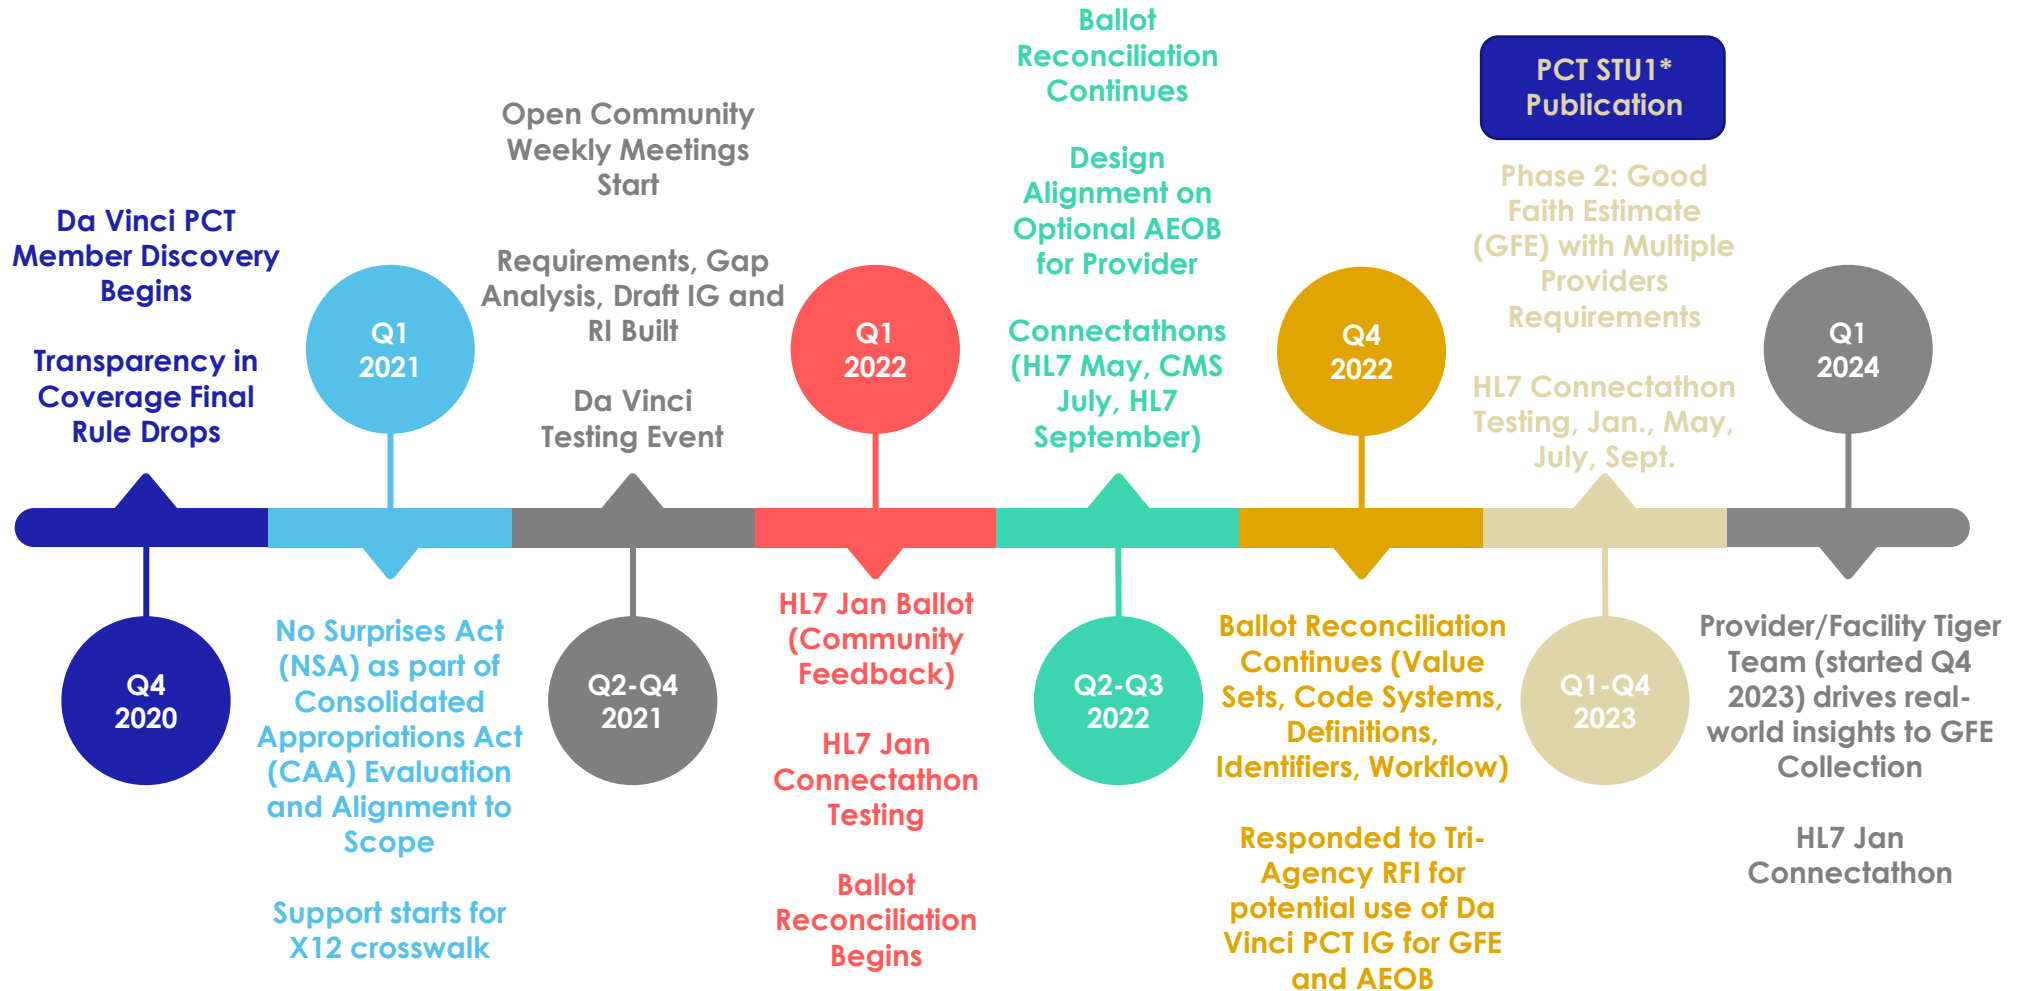 Da Vinci PCT
Member Discovery
Begins
Transparency in
Coverage Final
Rule Drops
Q4
2020
Q1
2021
No Surprises Act
(NSA) as part of
Consolidated
Appropriations Act
(CAA) Evaluation
and Alignment to
Scope
Support starts for
X12 crosswalk
Open Community
Weekly Meetings
Start
Requirements, Gap
Analysis, Draft IG and
RI Built
Da Vinci
Testing Event
Q2-Q4
2021
Q1
2022
HL7 Jan Ballot
(Community
Feedback)
HL7 Jan
Connectathon
Testing
Ballot
Reconciliation
Begins
Ballot
Reconciliation
Continues
Design
Alignment on
Optional AEOB
for Provider
Connectathons
(HL7 May, CMS
July, HL7
September)
Q2-Q3
2022
Q4
2022
Ballot Reconciliation
Continues (Value
Sets, Code Systems,
Definitions,
Identifiers, Workflow)
Responded to Tri-
Agency RFI for
potential use of Da
Vinci PCT IG for GFE
and AEOB
PCT STU1*
Publication
Phase 2: Good
Faith Estimate
(GFE) with Multiple
Providers
Requirements
HL7 Connectathon
Testing, Jan., May,
July, Sept.
Q1-Q4
2023
Q1
2024
Provider/Facility Tiger
Team (started Q4
2023) drives real-
world insights to GFE
Collection
HL7 Jan
Connectathon